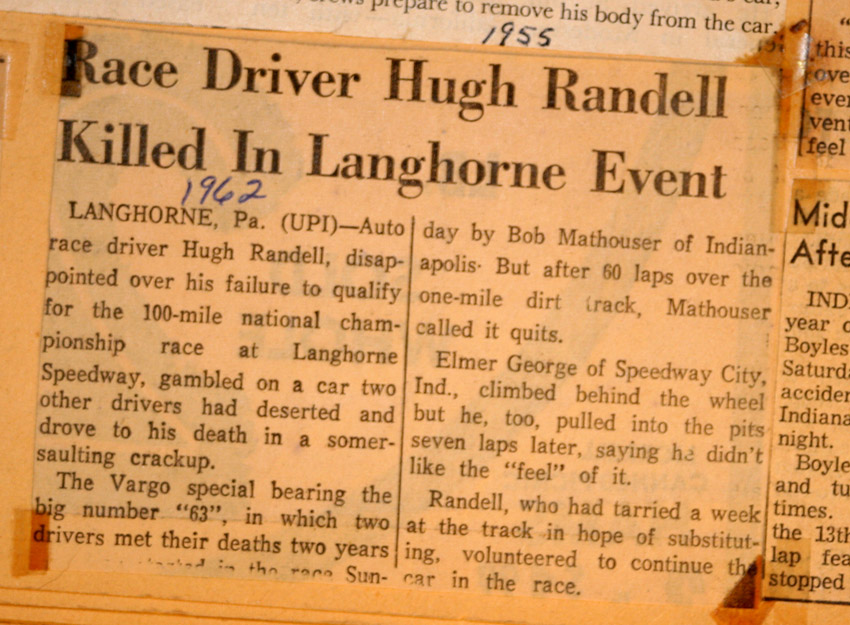 prepare to remove his body from the car.
1955
Race Driver Hugh Randell
Killed In Langhorne Event
1962
LANGHORNE, Pa. (UPI)—Auto
race driver Hugh Randell, disap-
pointed over his failure to qualify
for the 100-mile national cham-
pionship race at Langhorne
Speedway, gambled on a car two
other drivers had deserted and
drove to his death in a somer-
saulting crackup.
The Vargo special bearing the
big number "63", in which two
drivers met their deaths two years
in the race Sun-
day by Bob Mathouser of Indian-
apolis. But after 60 laps over the
one-mile dirt track, Mathouser
called it quits.
Elmer George of Speedway City,
Ind., climbed behind the wheel
but he, too, pulled into the pits
seven laps later, saying he didn't
like the "feel" of it.
Randell, who had tarried a week
at the track in hope of substitut-
ing, volunteered to continue the
car in the race.
"
this
over
ever
vent
feel
Mid
Afte
IND
year o
Boyles
Saturda
acciden
Indiana
night.
Boyle
and tu
times.
the 13th
lap fea
stopped